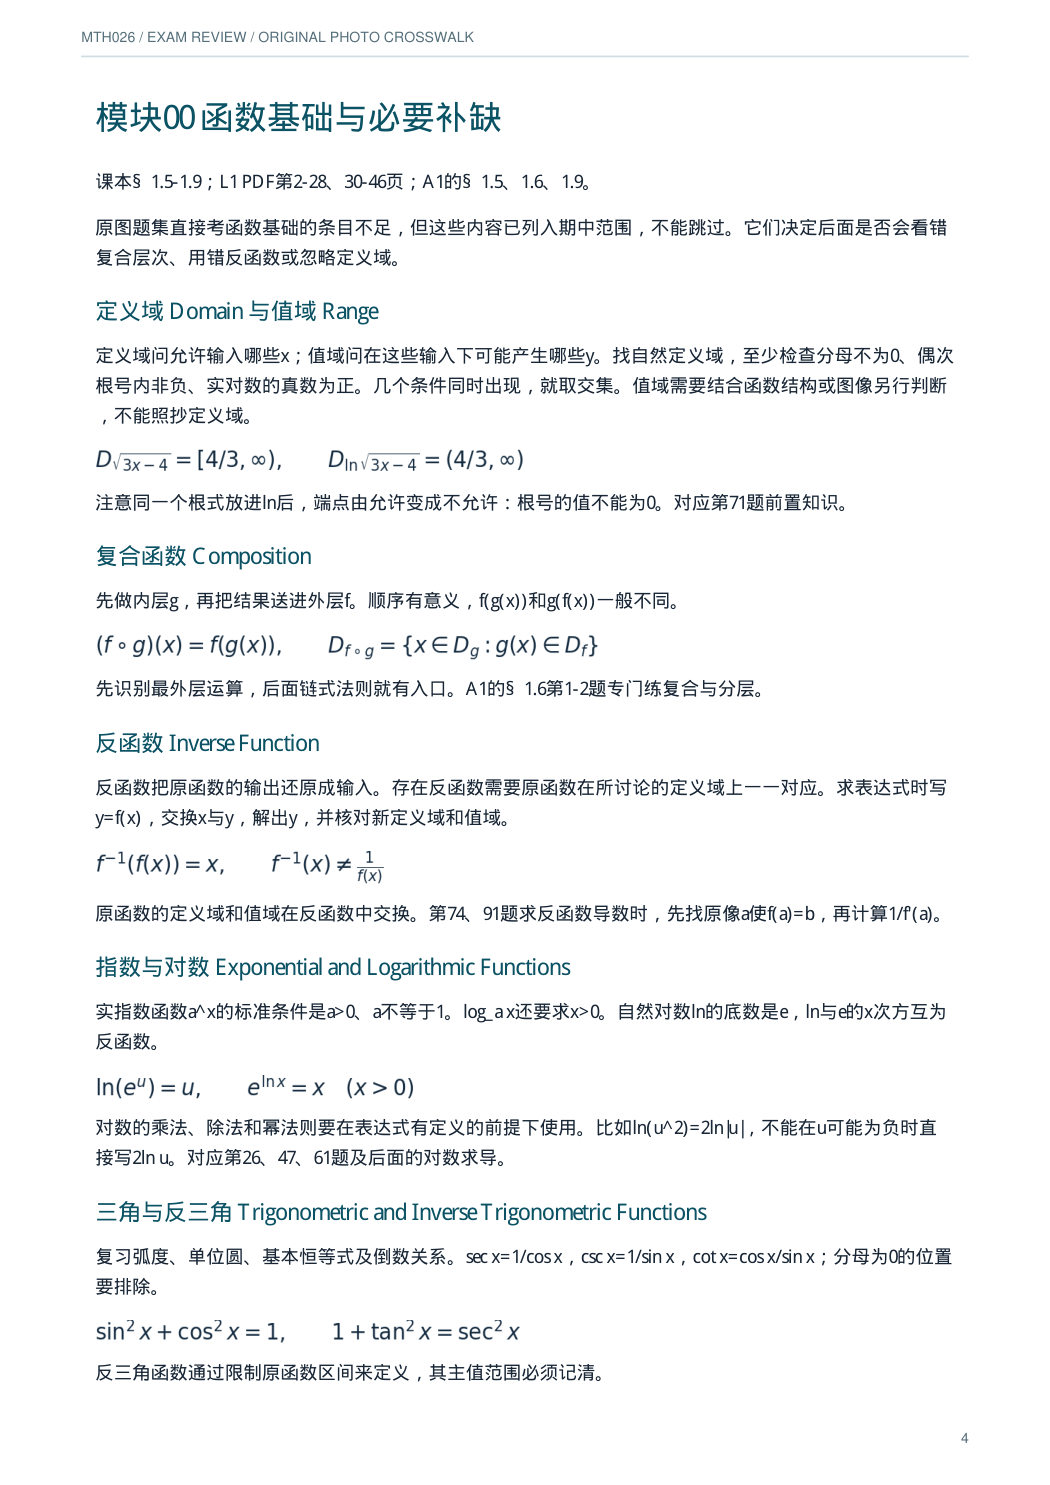 MTH026 / EXAM REVIEW / ORIGINAL PHOTO CROSSWALK
模块00 函数基础与必要补缺
课本§ 1.5-1.9；L1 PDF第2-28、30-46页；A1的§ 1.5、1.6、1.9。
原图题集直接考函数基础的条目不足，但这些内容已列入期中范围，不能跳过。它们决定后面是否会看错
复合层次、用错反函数或忽略定义域。
定义域 Domain 与值域 Range
定义域问允许输入哪些x；值域问在这些输入下可能产生哪些y。找自然定义域，至少检查分母不为0、偶次
根号内非负、实对数的真数为正。几个条件同时出现，就取交集。值域需要结合函数结构或图像另行判断
，不能照抄定义域。
D_{√(3x − 4)} = [4/3, ∞), D_{ln √(3x − 4)} = (4/3, ∞)
注意同一个根式放进ln后，端点由允许变成不允许：根号的值不能为0。对应第71题前置知识。
复合函数 Composition
先做内层g，再把结果送进外层f。顺序有意义，f(g(x))和g(f(x))一般不同。
(f ∘ g)(x) = f(g(x)), D_{f ∘ g} = {x ∈ D_g : g(x) ∈ D_f}
先识别最外层运算，后面链式法则就有入口。A1的§ 1.6第1-2题专门练复合与分层。
反函数 Inverse Function
反函数把原函数的输出还原成输入。存在反函数需要原函数在所讨论的定义域上一一对应。求表达式时写
y=f(x)，交换x与y，解出y，并核对新定义域和值域。
f⁻¹(f(x)) = x, f⁻¹(x) ≠ 1/f(x)
原函数的定义域和值域在反函数中交换。第74、91题求反函数导数时，先找原像a使f(a)=b，再计算1/f'(a)。
指数与对数 Exponential and Logarithmic Functions
实指数函数a^x的标准条件是a>0、a不等于1。log_a x还要求x>0。自然对数ln的底数是e，ln与e的x次方互为
反函数。
ln(e^u) = u, e^{ln x} = x (x > 0)
对数的乘法、除法和幂法则要在表达式有定义的前提下使用。比如ln(u^2)=2ln|u|，不能在u可能为负时直
接写2ln u。对应第26、47、61题及后面的对数求导。
三角与反三角 Trigonometric and Inverse Trigonometric Functions
复习弧度、单位圆、基本恒等式及倒数关系。sec x=1/cos x，csc x=1/sin x，cot x=cos x/sin x；分母为0的位置
要排除。
sin² x + cos² x = 1, 1 + tan² x = sec² x
反三角函数通过限制原函数区间来定义，其主值范围必须记清。
4